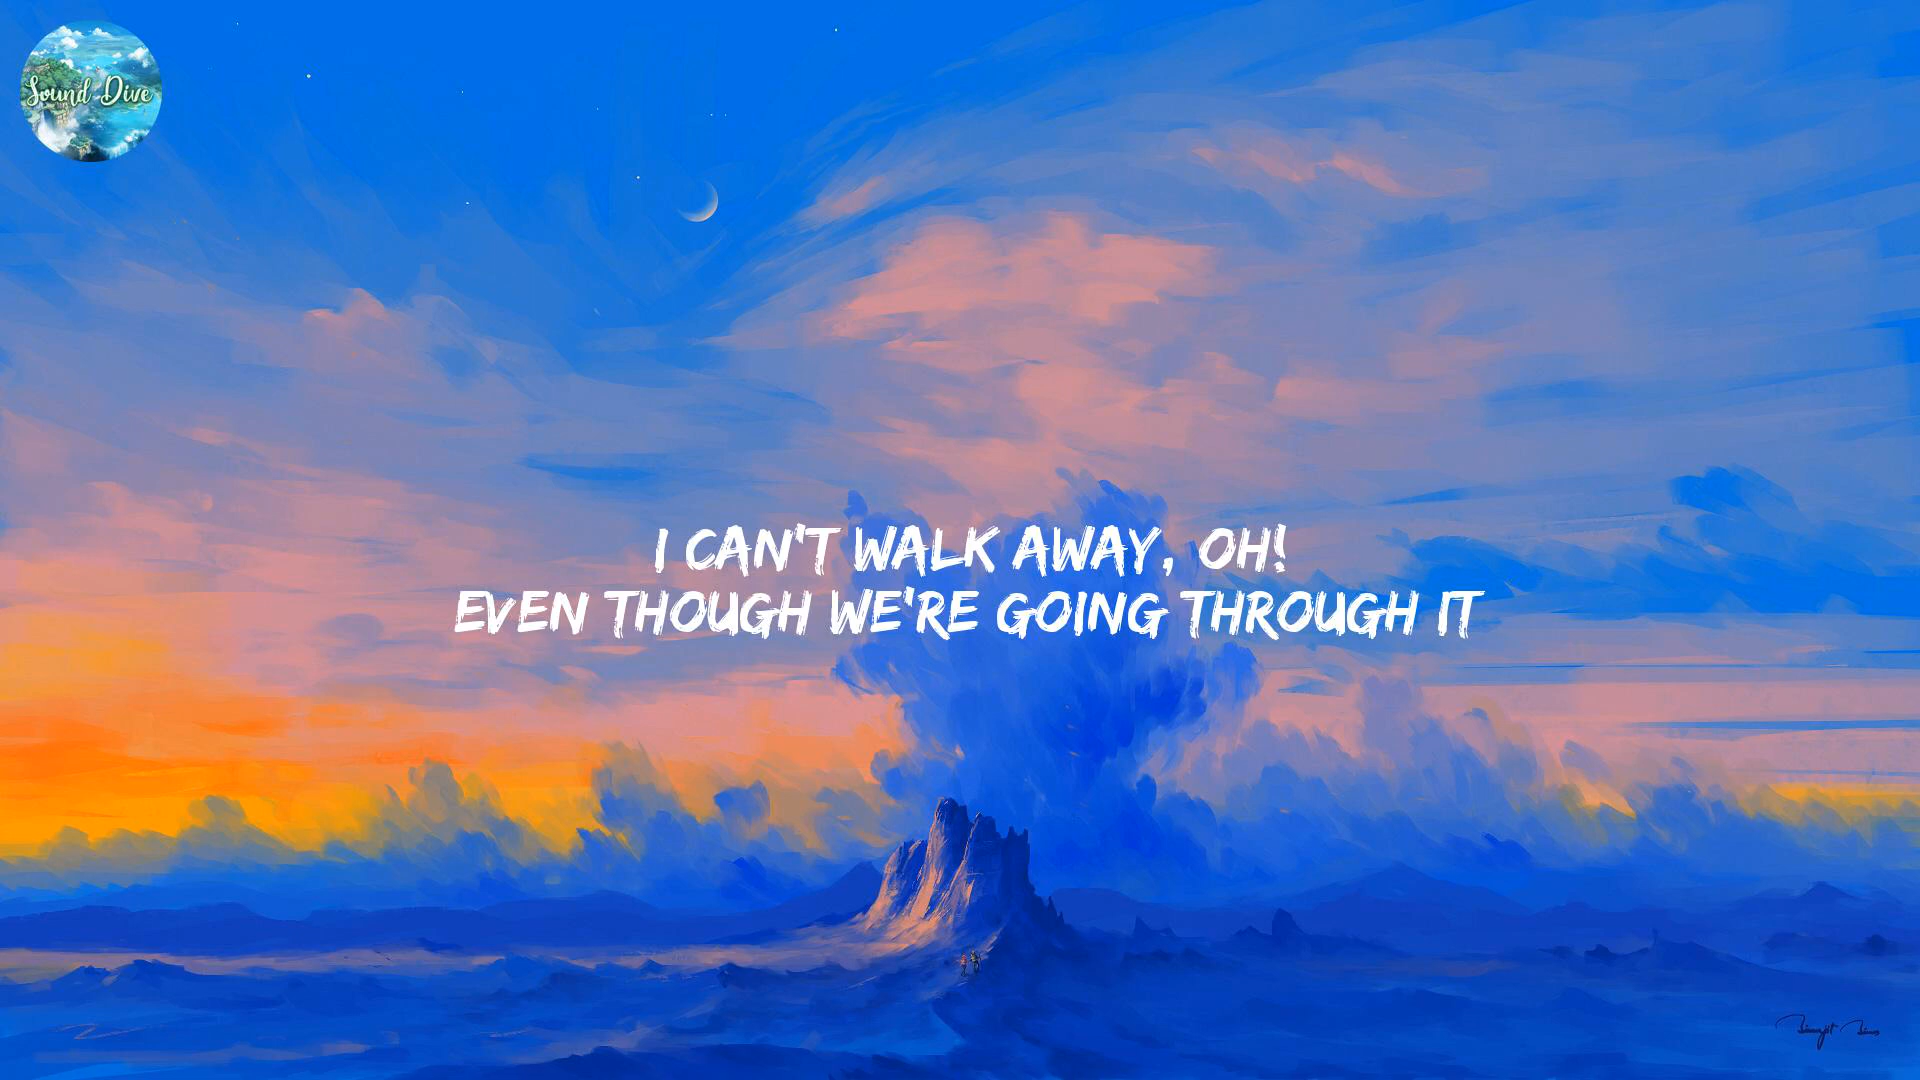 Sound Dive
I CAN'T WALK AWAY, OH!
EVEN THOUGH WE'RE GOING THROUGH IT